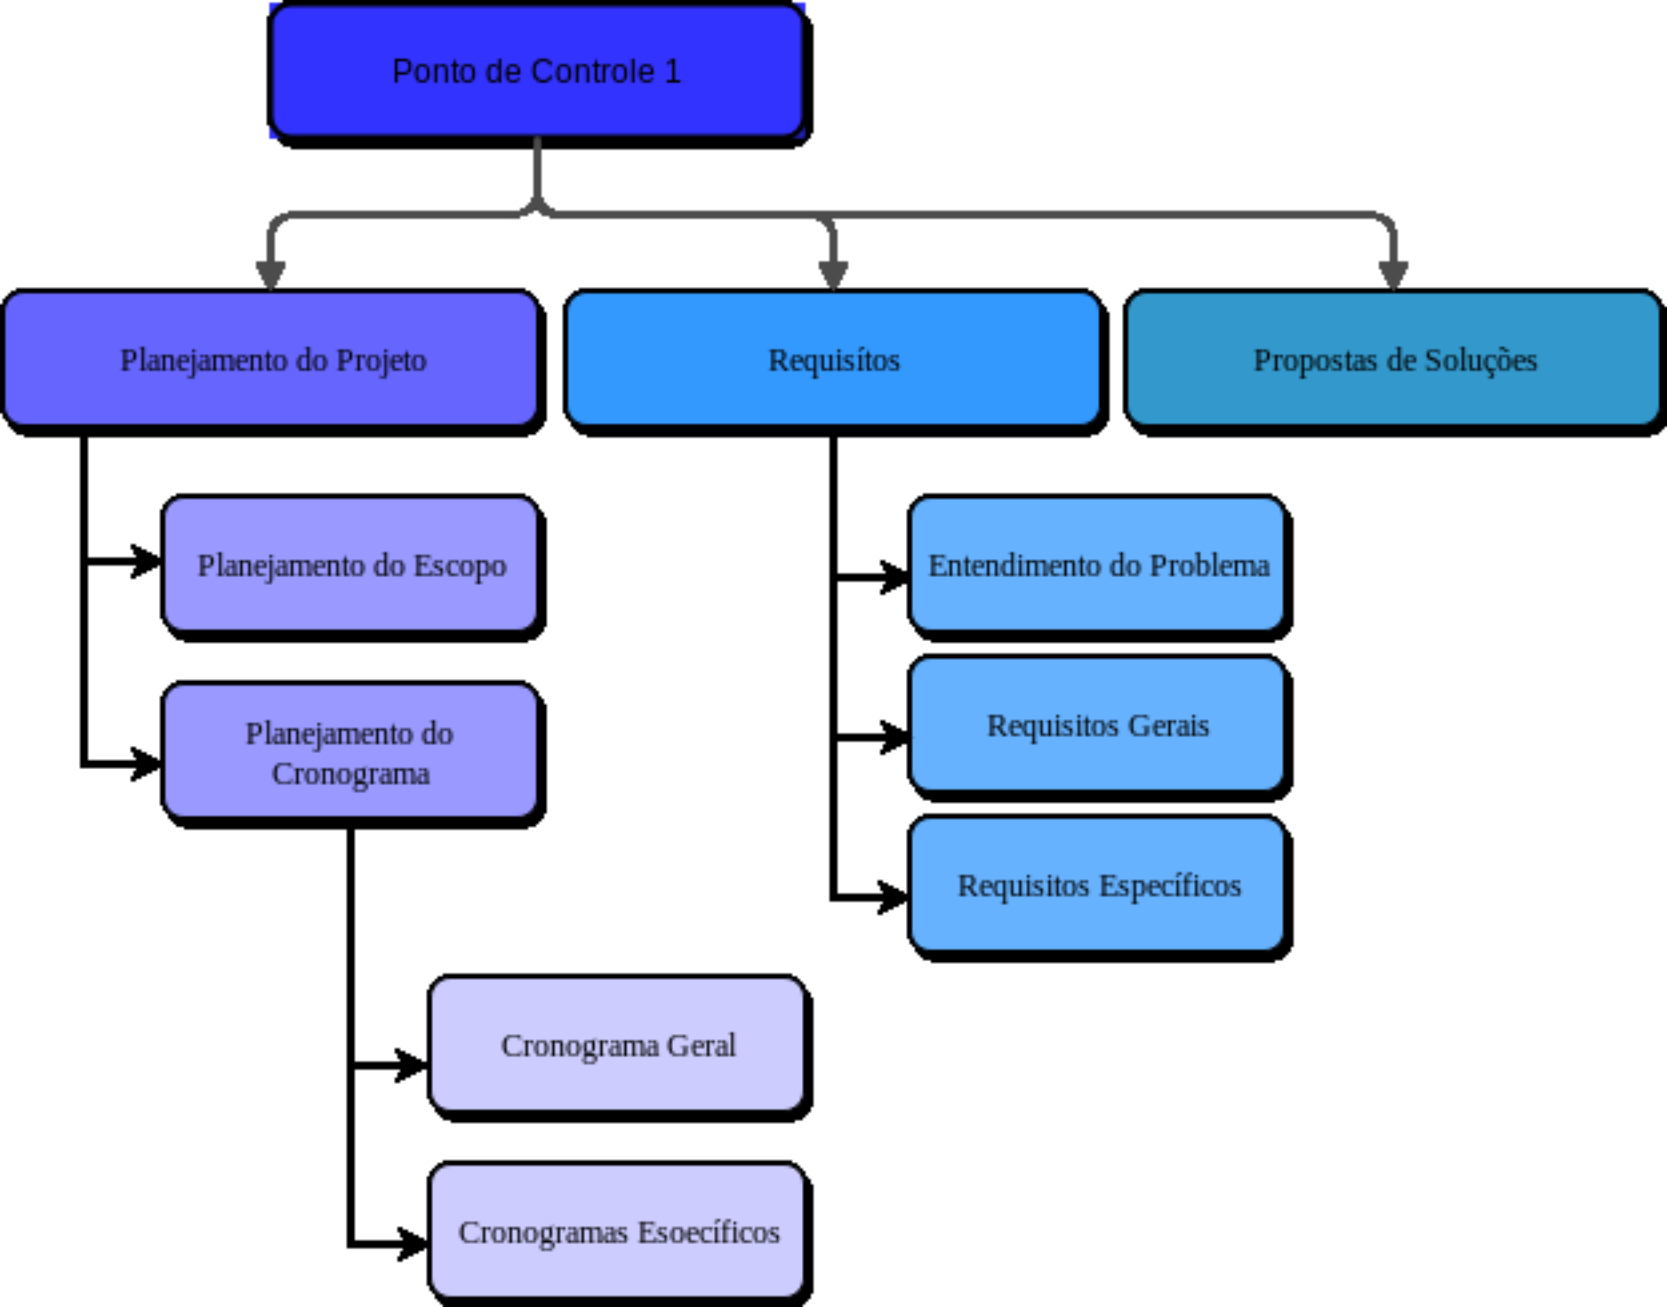 Ponto de Controle 1
Planejamento do Projeto
Requisítos
Propostas de Soluções
Planejamento do Escopo
Entendimento do Problema
Planejamento do
Cronograma
Requisitos Gerais
Requisitos Específicos
Cronograma Geral
Cronogramas Esoecíficos